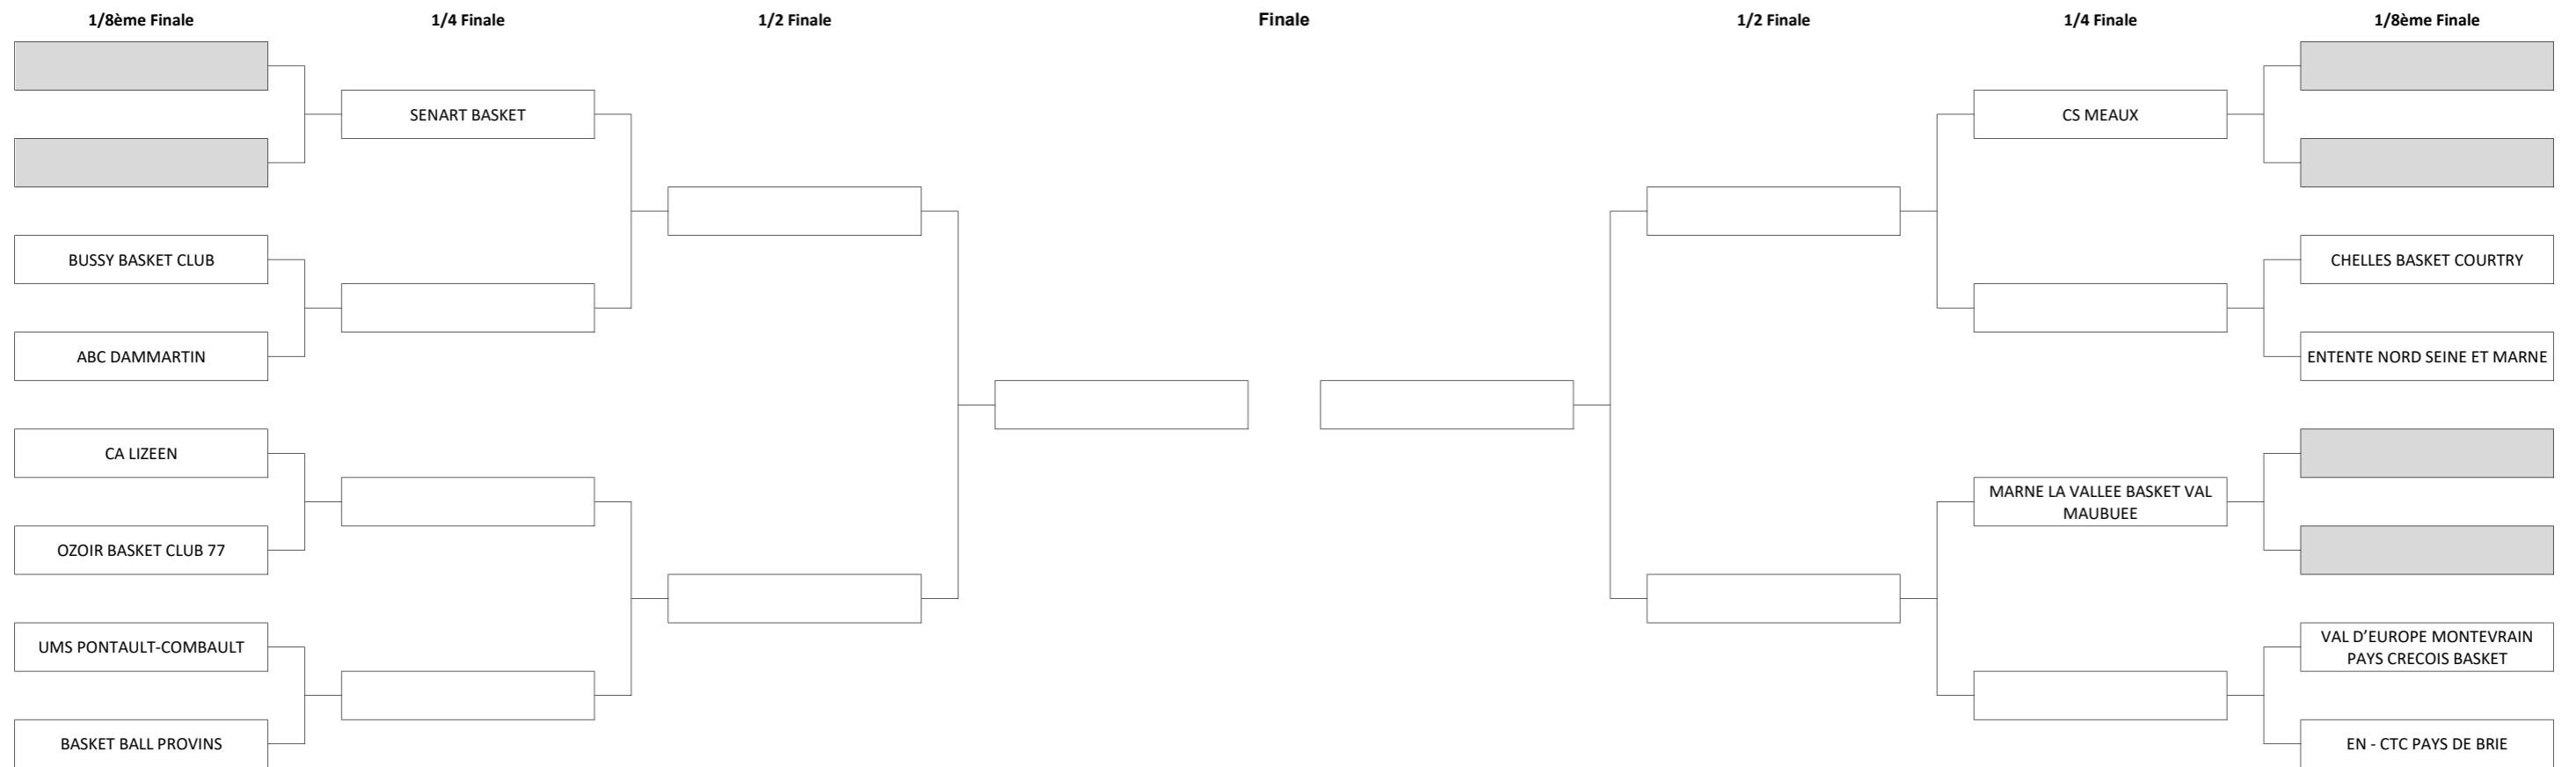 1/8ème Finale
1/4 Finale
1/2 Finale
Finale
1/2 Finale
1/4 Finale
1/8ème Finale
SENART BASKET
CS MEAUX
BUSSY BASKET CLUB
CHELLES BASKET COURTRY
ABC DAMMARTIN
ENTENTE NORD SEINE ET MARNE
CA LIZEEN
MARNE LA VALLEE BASKET VAL
MAUBUEE
OZOIR BASKET CLUB 77
UMS PONTAULT-COMBAULT
VAL D’EUROPE MONTEVRAIN
PAYS CRECOIS BASKET
BASKET BALL PROVINS
EN - CTC PAYS DE BRIE